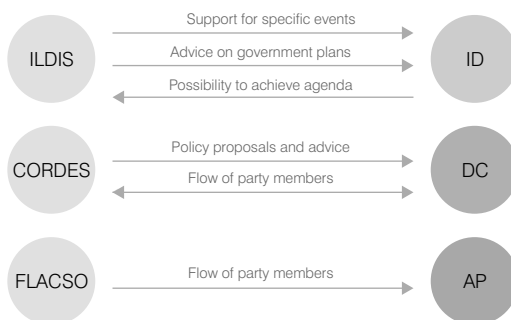 Support for specific events
ILDIS
Advice on government plans
ID
Possibility to achieve agenda
Policy proposals and advice
CORDES
DC
Flow of party members
FLACSO
Flow of party members
AP